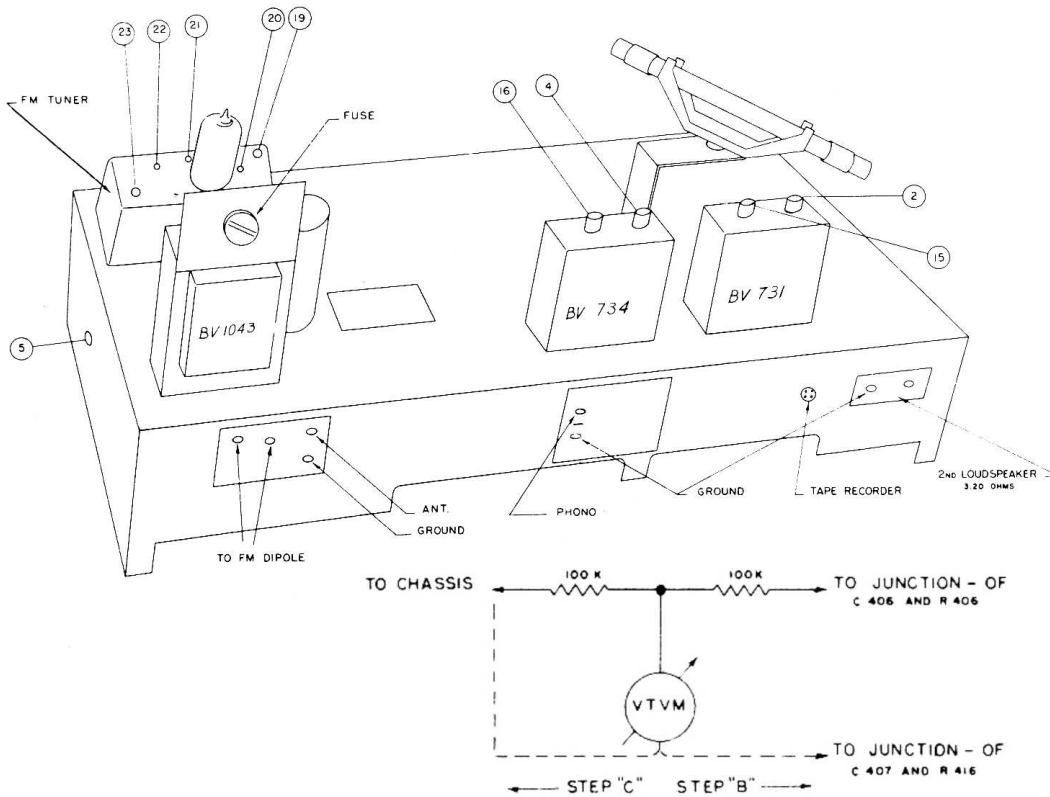 23
22
21
20
19
FM TUNER
FUSE
16
4
2
15
BV 1043
BV 734
BV 731
5
2ND LOUDSPEAKER
3.20 OHMS
GROUND
TAPE RECORDER
ANT.
PHONO
GROUND
TO FM DIPOLE
TO CHASSIS
100 K
100 K
TO JUNCTION - OF
C 406 AND R 406
VTVM
TO JUNCTION - OF
C 407 AND R 416
STEP "C"
STEP "B"